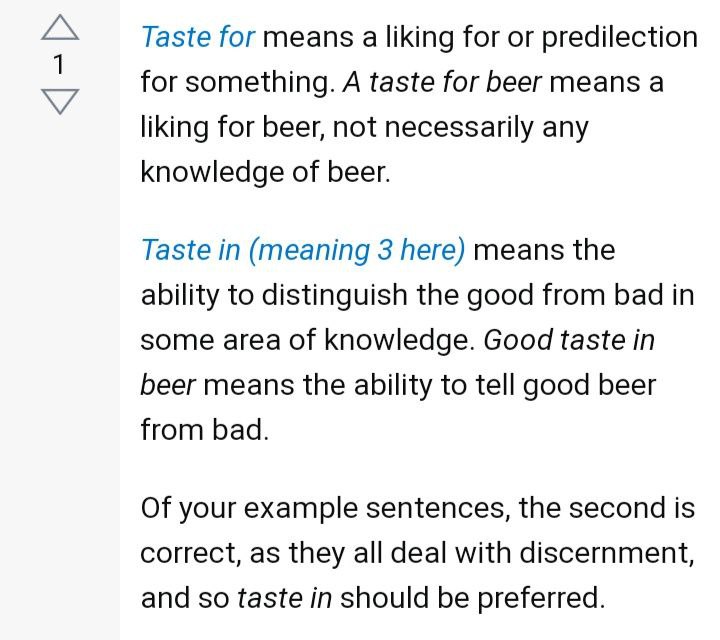 1
Taste for means a liking for or predilection
for something. A taste for beer means a
liking for beer, not necessarily any
knowledge of beer.
Taste in (meaning 3 here) means the
ability to distinguish the good from bad in
some area of knowledge. Good taste in
beer means the ability to tell good beer
from bad.
Of your example sentences, the second is
correct, as they all deal with discernment,
and so taste in should be preferred.